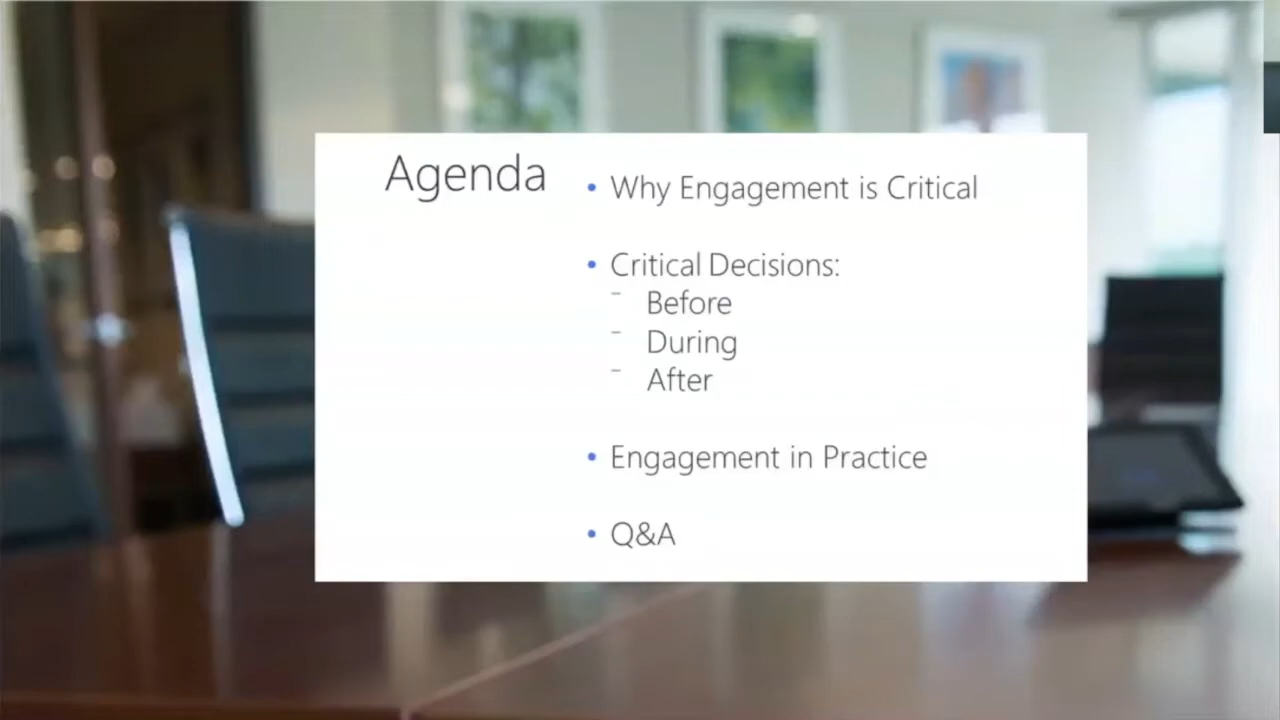 Agenda
• Why Engagement is Critical
• Critical Decisions:
- Before
- During
- After
• Engagement in Practice
• Q&A